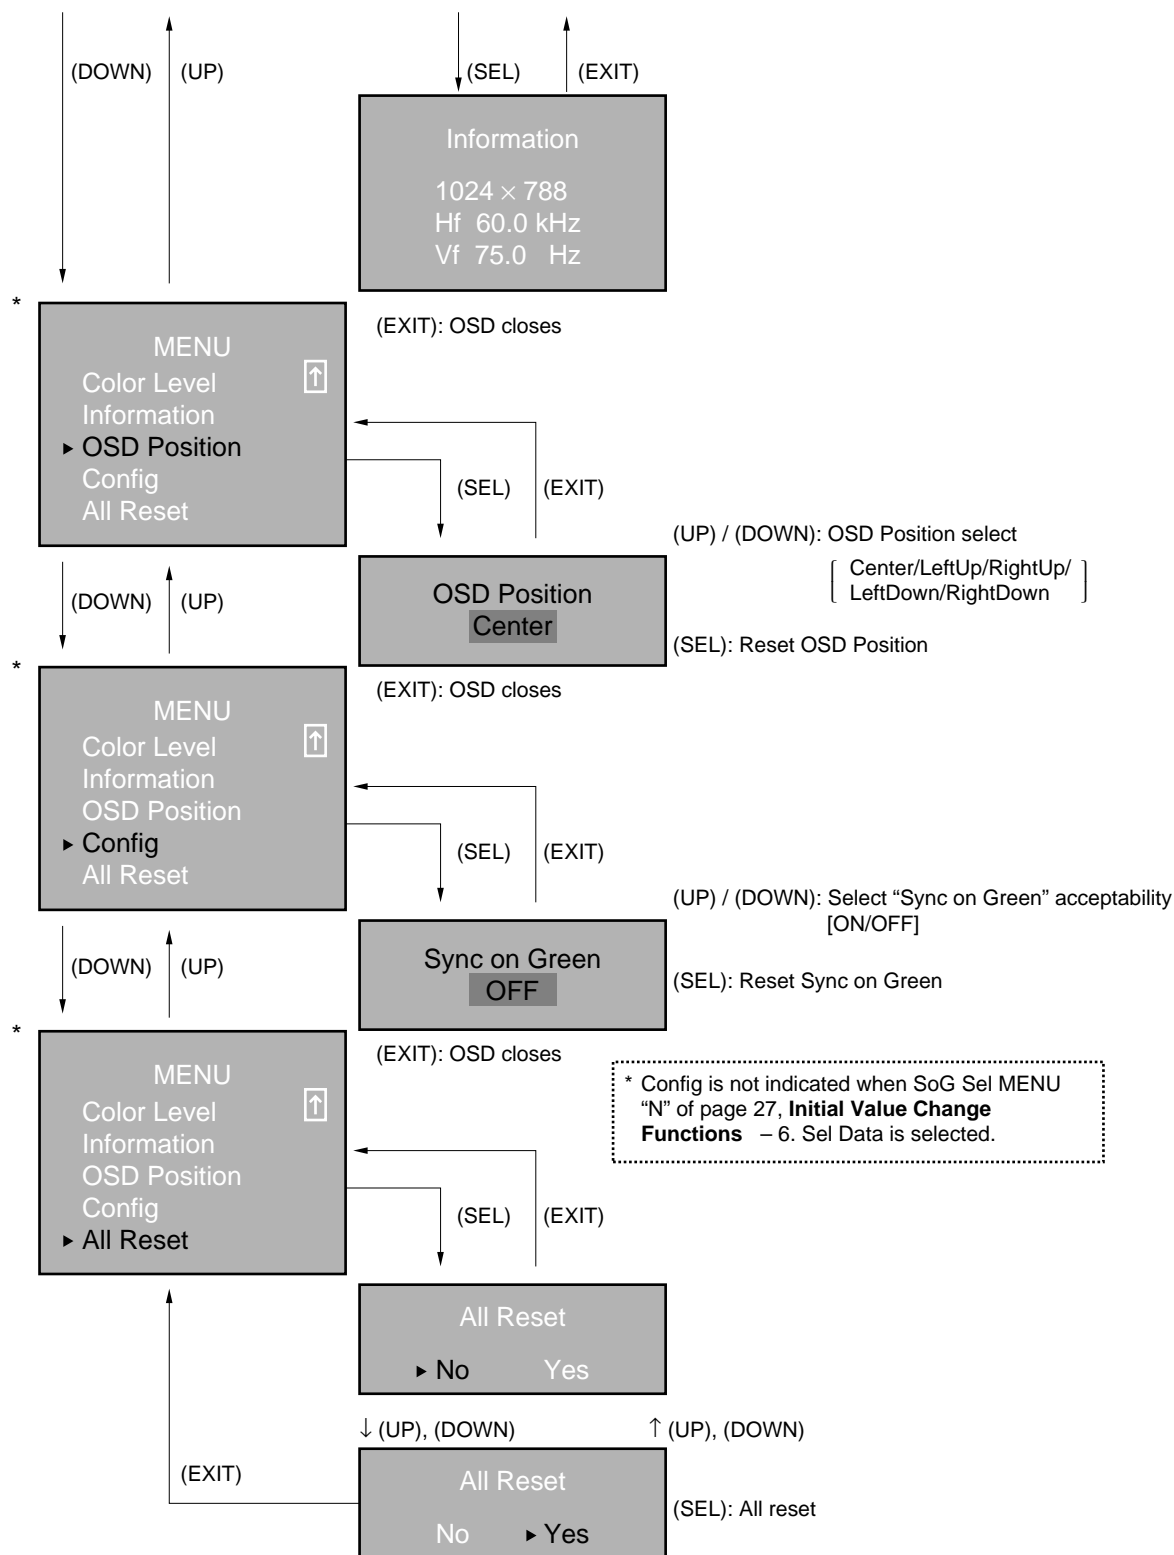 (DOWN) (UP) (SEL) (EXIT)
Information
1024 × 788
Hf 60.0 kHz
Vf 75.0 Hz
(EXIT): OSD closes
*
MENU
Color Level ↑
Information
▸ OSD Position
Config
All Reset
(SEL) (EXIT)
(UP) / (DOWN): OSD Position select
[ Center/LeftUp/RightUp/
LeftDown/RightDown ]
OSD Position
Center
(SEL): Reset OSD Position
(EXIT): OSD closes
(DOWN) (UP)
*
MENU
Color Level ↑
Information
OSD Position
▸ Config
All Reset
(SEL) (EXIT)
(UP) / (DOWN): Select “Sync on Green” acceptability
[ON/OFF]
Sync on Green
OFF
(SEL): Reset Sync on Green
(EXIT): OSD closes
(DOWN) (UP)
* Config is not indicated when SoG Sel MENU
“N” of page 27, Initial Value Change
Functions – 6. Sel Data is selected.
*
MENU
Color Level ↑
Information
OSD Position
Config
▸ All Reset
(SEL) (EXIT)
All Reset
▸ No Yes
↓ (UP), (DOWN) ↑ (UP), (DOWN)
(EXIT)
All Reset
No ▸ Yes
(SEL): All reset